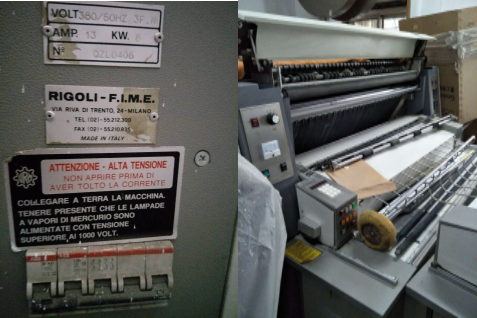 VOLT 380/50HZ. 3F. N
AMP. 13 KW. 8
N° QZL0406
RIGOLI - F.I.M.E.
VIA RIVA DI TRENTO, 24 - MILANO
TEL (02) - 55.212.300
FAX (02) - 55.210.835
MADE IN ITALY
ATTENZIONE - ALTA TENSIONE
NON APRIRE PRIMA DI
AVER TOLTO LA CORRENTE
COLLEGARE A TERRA LA MACCHINA.
TENERE PRESENTE CHE LE LAMPADE
A VAPORI DI MERCURIO SONO
ALIMENTATE CON TENSIONE
SUPERIORE AI 1000 VOLT.